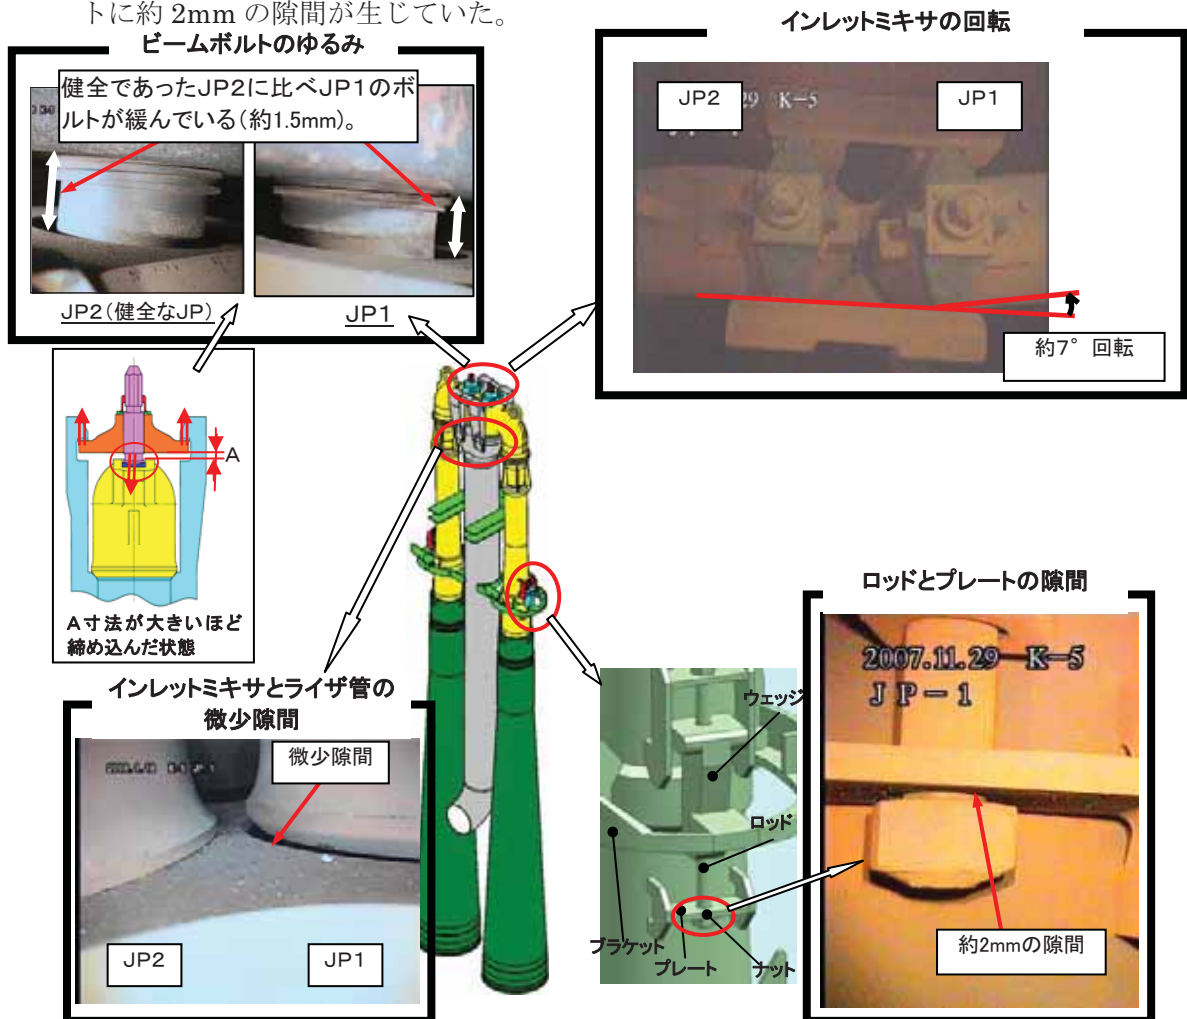 トに約 2mm の隙間が生じていた。
ビームボルトのゆるみ
健全であったJP2に比べJP1のボ
ルトが緩んでいる(約1.5mm)。
JP2(健全なJP)
JP1
インレットミキサの回転
JP2
29 K-5
JP1
約7° 回転
A
A寸法が大きいほど
締め込んだ状態
インレットミキサとライザ管の
微少隙間
微少隙間
JP2
JP1
ウェッジ
ロッド
ブラケット
プレート
ナット
ロッドとプレートの隙間
2007.11.29 K-5
JP-1
約2mmの隙間